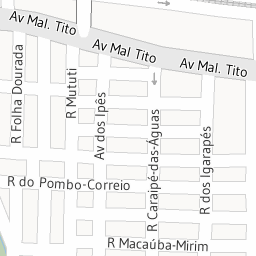 Av Mal. Tito
Av Mal. Tito
Av Mal. Tito
R Folha Dourada
R Mututi
Av dos Ipês
R Caraipé-das-Águas
R dos Igarapés
R do Pombo-Correio
R Macaúba-Mirim